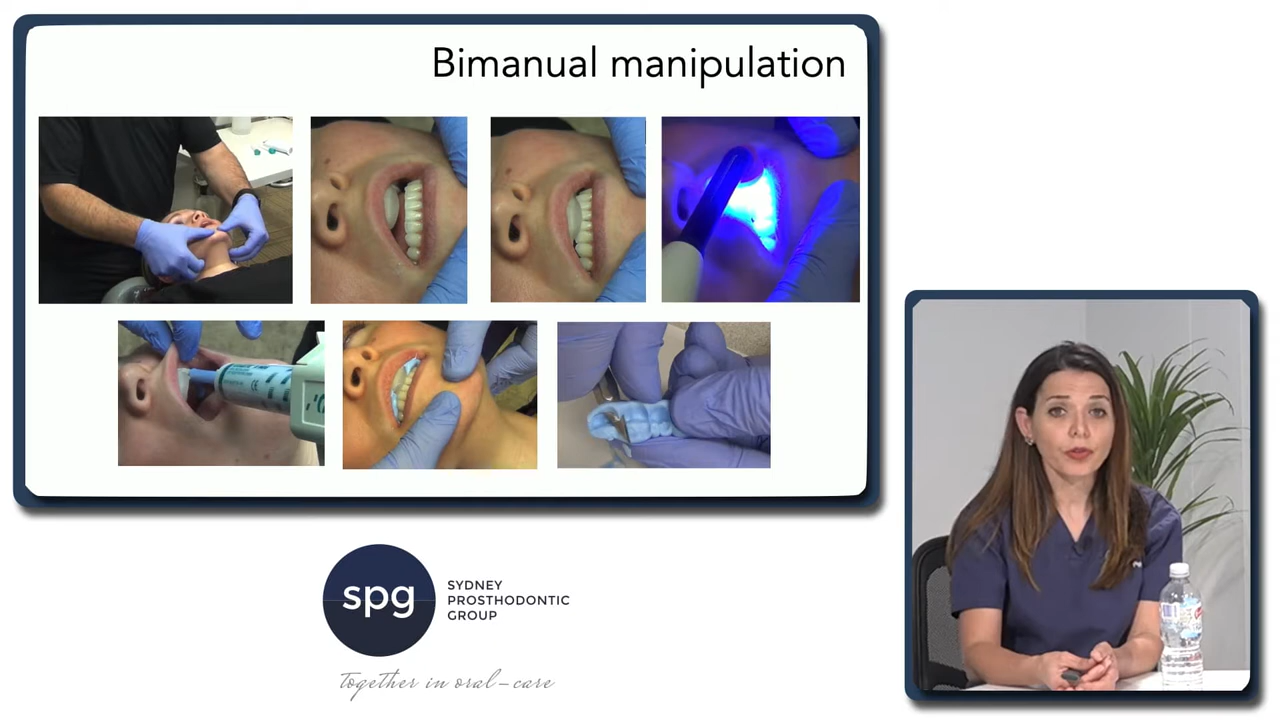 Bimanual manipulation
spg
SYDNEY
PROSTHODONTIC
GROUP
Together in oral-care